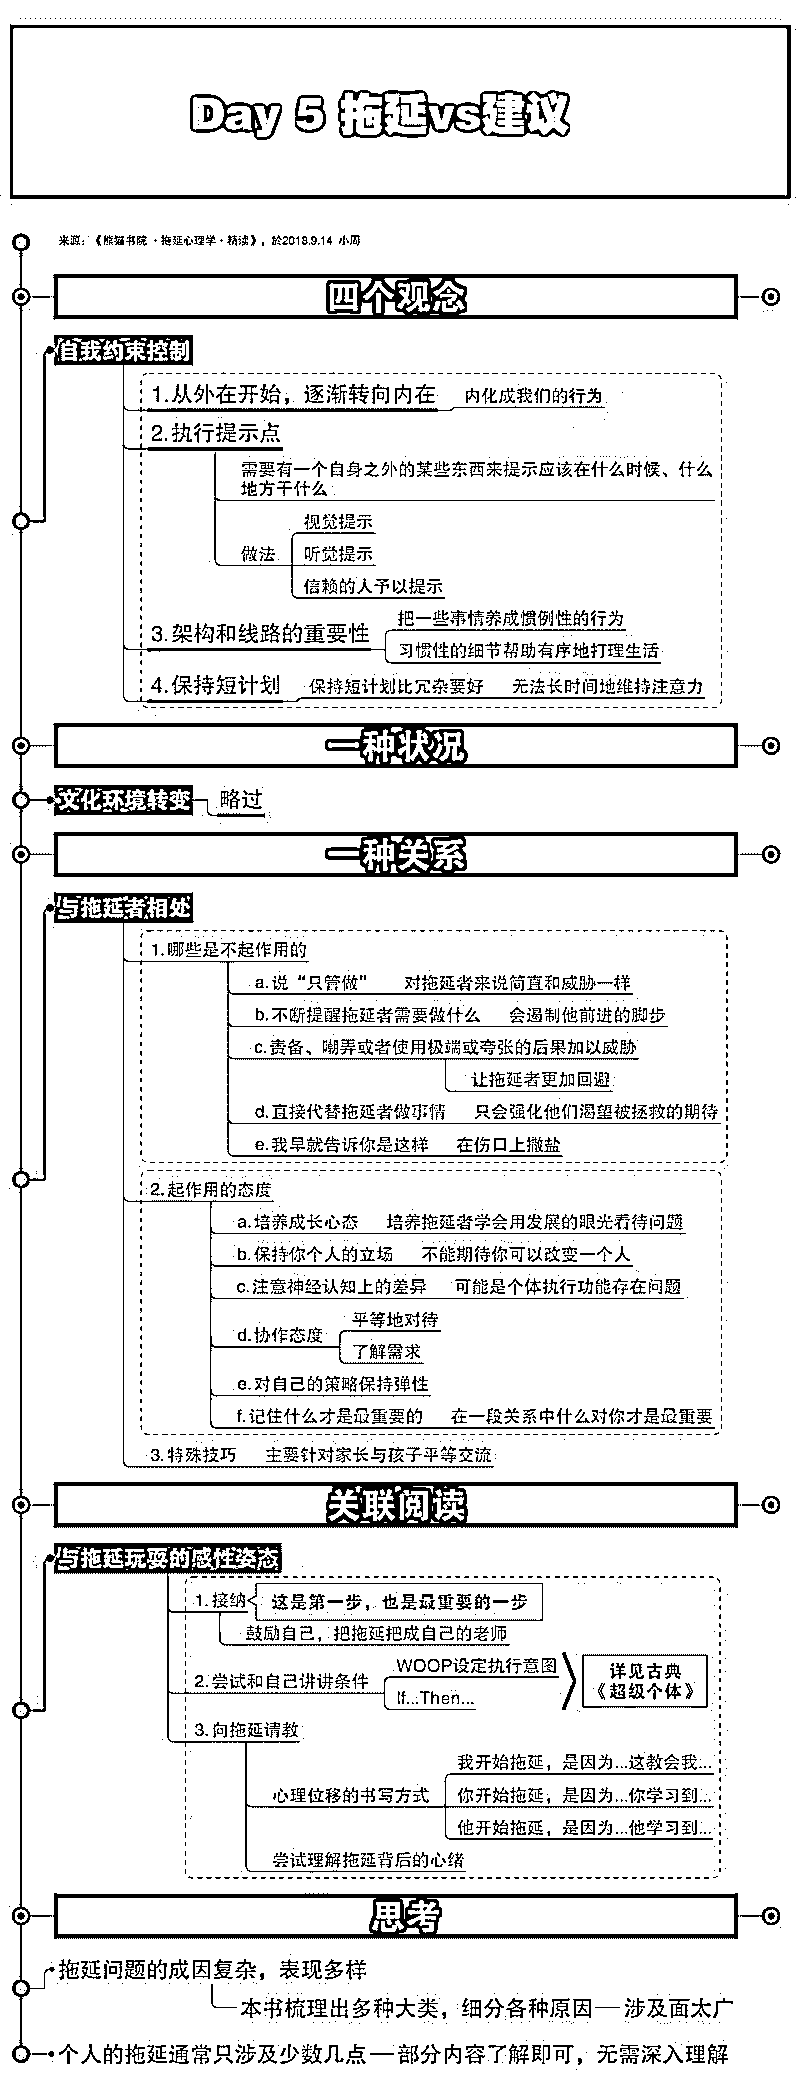 Day 5 拖延vs建议
来源：《熊猫书院·拖延心理学·精读》，於2018.9.14 小周
四个观念
自我约束控制
1.从外在开始，逐渐转向内在 内化成我们的行为
2.执行提示点
需要有一个自身之外的某些东西来提示应该在什么时候、什么
地方干什么
视觉提示
做法 听觉提示
信赖的人予以提示
把一些事情养成惯例性的行为
3.架构和线路的重要性
习惯性的细节帮助有序地打理生活
4.保持短计划 保持短计划比冗杂要好 无法长时间地维持注意力
一种状况
文化环境转变 略过
一种关系
与拖延者相处
1.哪些是不起作用的
a.说“只管做” 对拖延者来说简直和威胁一样
b.不断提醒拖延者需要做什么 会遏制他前进的脚步
c.责备、嘲弄或者使用极端或夸张的后果加以威胁
让拖延者更加回避
d.直接代替拖延者做事情 只会强化他们渴望被拯救的期待
e.我早就告诉你是这样 在伤口上撒盐
2.起作用的态度
a.培养成长心态 培养拖延者学会用发展的眼光看待问题
b.保持你个人的立场 不能期待你可以改变一个人
c.注意神经认知上的差异 可能是个体执行功能存在问题
平等地对待
d.协作态度
了解需求
e.对自己的策略保持弹性
f.记住什么才是最重要的 在一段关系中什么对你才是最重要
3.特殊技巧 主要针对家长与孩子平等交流
关联阅读
与拖延玩耍的感性姿态
1.接纳 这是第一步，也是最重要的一步
鼓励自己，把拖延把成自己的老师
WOOP设定执行意图
2.尝试和自己讲讲条件
If...Then...
详见古典
《超级个体》
3.向拖延请教
我开始拖延，是因为...这教会我...
心理位移的书写方式 你开始拖延，是因为...你学习到...
他开始拖延，是因为...他学习到...
尝试理解拖延背后的心绪
思考
拖延问题的成因复杂，表现多样
本书梳理出多种大类，细分各种原因—涉及面太广
个人的拖延通常只涉及少数几点—部分内容了解即可，无需深入理解